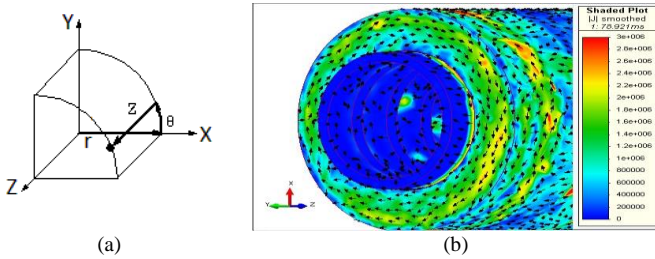 Y
Z
θ
X
r
Z
(a)
X
Y
Z
Shaded Plot
|J| smoothed
1: 78.921ms
3e+006
2.8e+006
2.6e+006
2.4e+006
2.2e+006
2e+006
1.8e+006
1.6e+006
1.4e+006
1.2e+006
1e+006
800000
600000
400000
200000
0
(b)